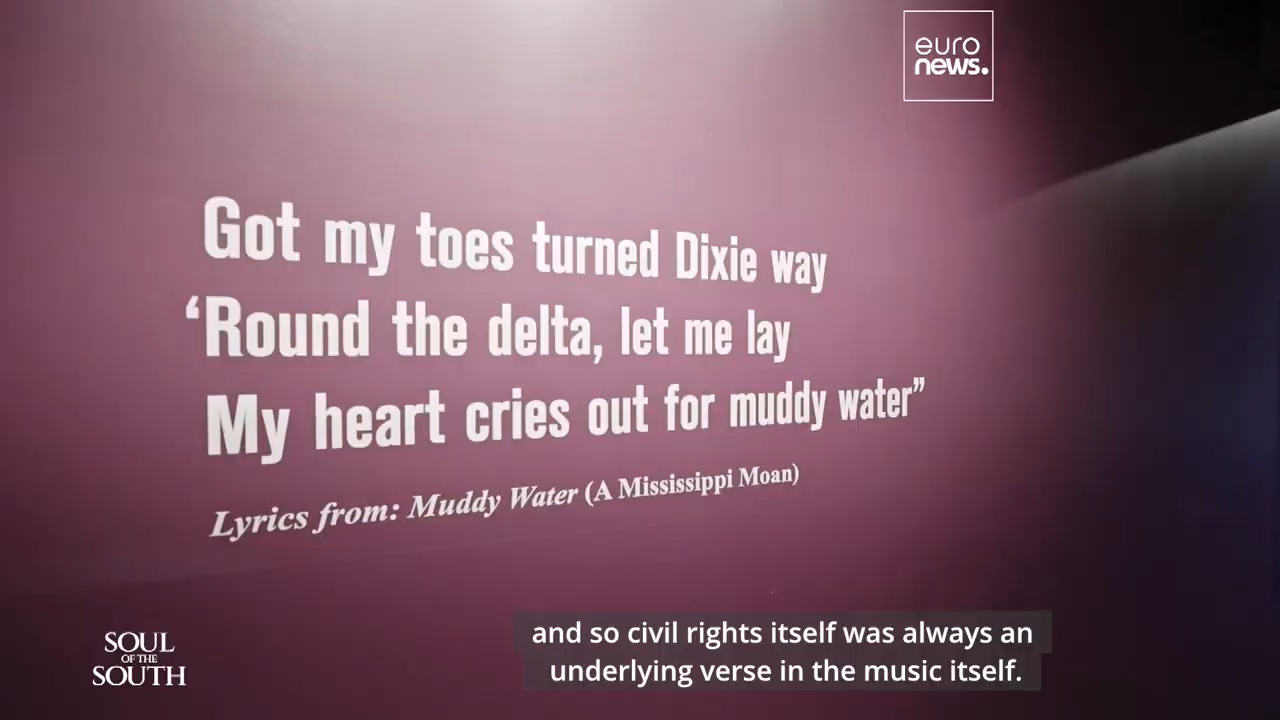 euro
news.
Got my toes turned Dixie way
‘Round the delta, let me lay
My heart cries out for muddy water”
Lyrics from: Muddy Water (A Mississippi Moan)
SOUL
OF THE
SOUTH
and so civil rights itself was always an
underlying verse in the music itself.